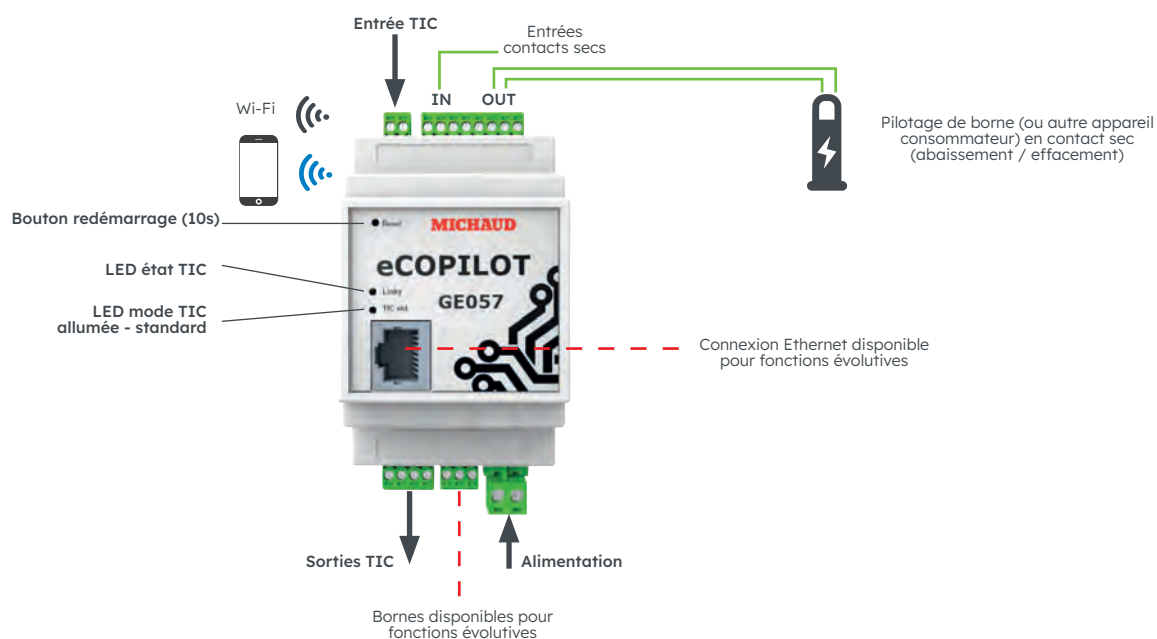 Entrée TIC
Entrées
contacts secs
IN OUT
Wi-Fi
Pilotage de borne (ou autre appareil
consommateur) en contact sec
(abaissement / effacement)
Bouton redémarrage (10s)
Reset
MICHAUD
eCOPILOT
LED état TIC
Linky
GE057
LED mode TIC
allumée - standard
TIC std
Connexion Ethernet disponible
pour fonctions évolutives
Sorties TIC
Alimentation
Bornes disponibles pour
fonctions évolutives